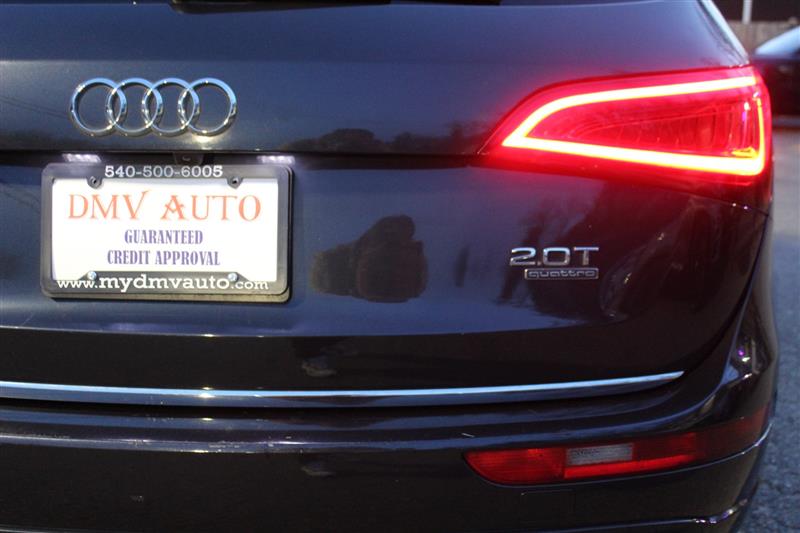 540-500-6005
DMV AUTO
GUARANTEED
CREDIT APPROVAL
www.mydmvauto.com
2.0T
quattro